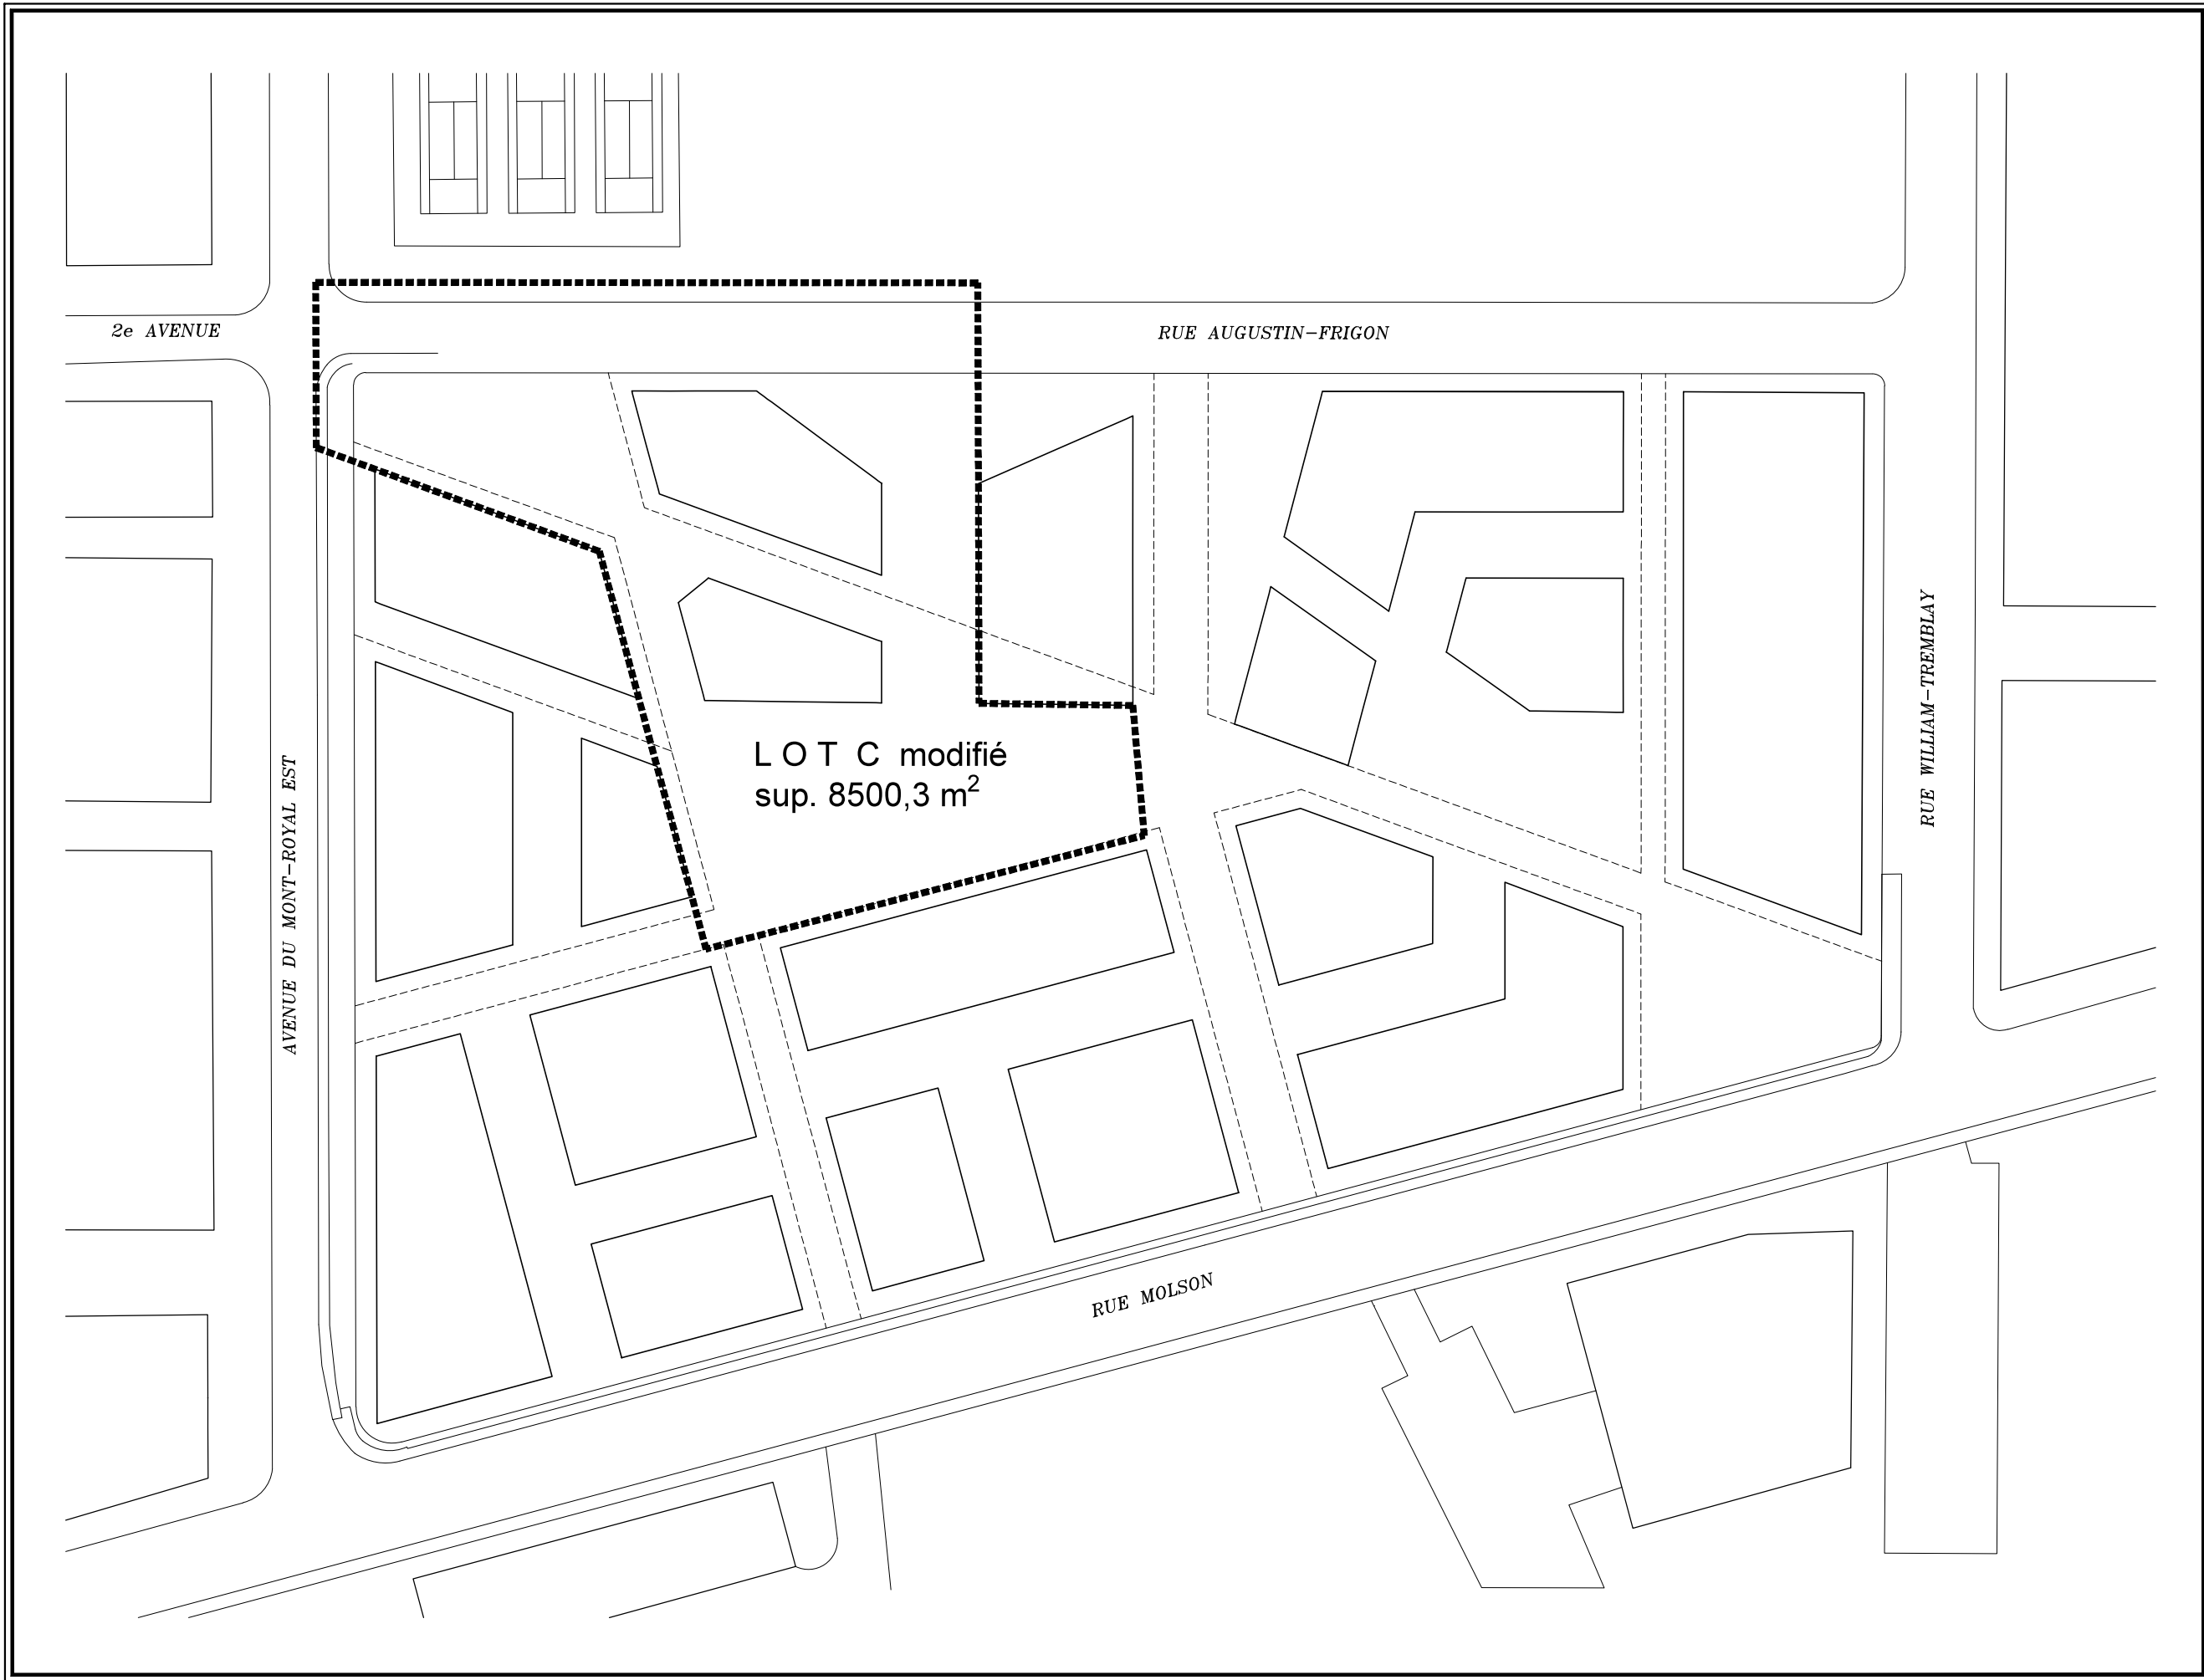 2e AVENUE
RUE AUGUSTIN-FRIGON
RUE WILLIAM-TREMBLAY
L O T C modifié
sup. 8500,3 m²
AVENUE DU MONT-ROYAL EST
RUE MOLSON